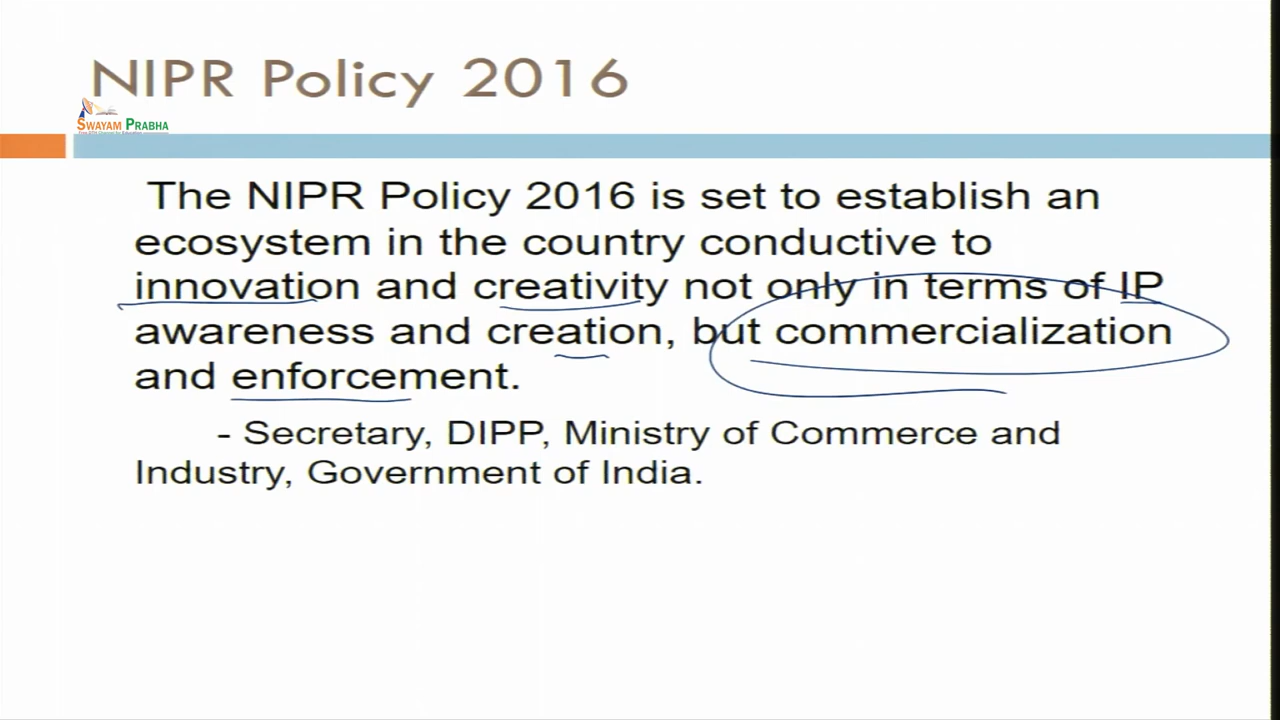 NIPR Policy 2016
SWAYAM PRABHA
The NIPR Policy 2016 is set to establish an
ecosystem in the country conductive to
innovation and creativity not only in terms of IP
awareness and creation, but commercialization
and enforcement.
- Secretary, DIPP, Ministry of Commerce and
Industry, Government of India.